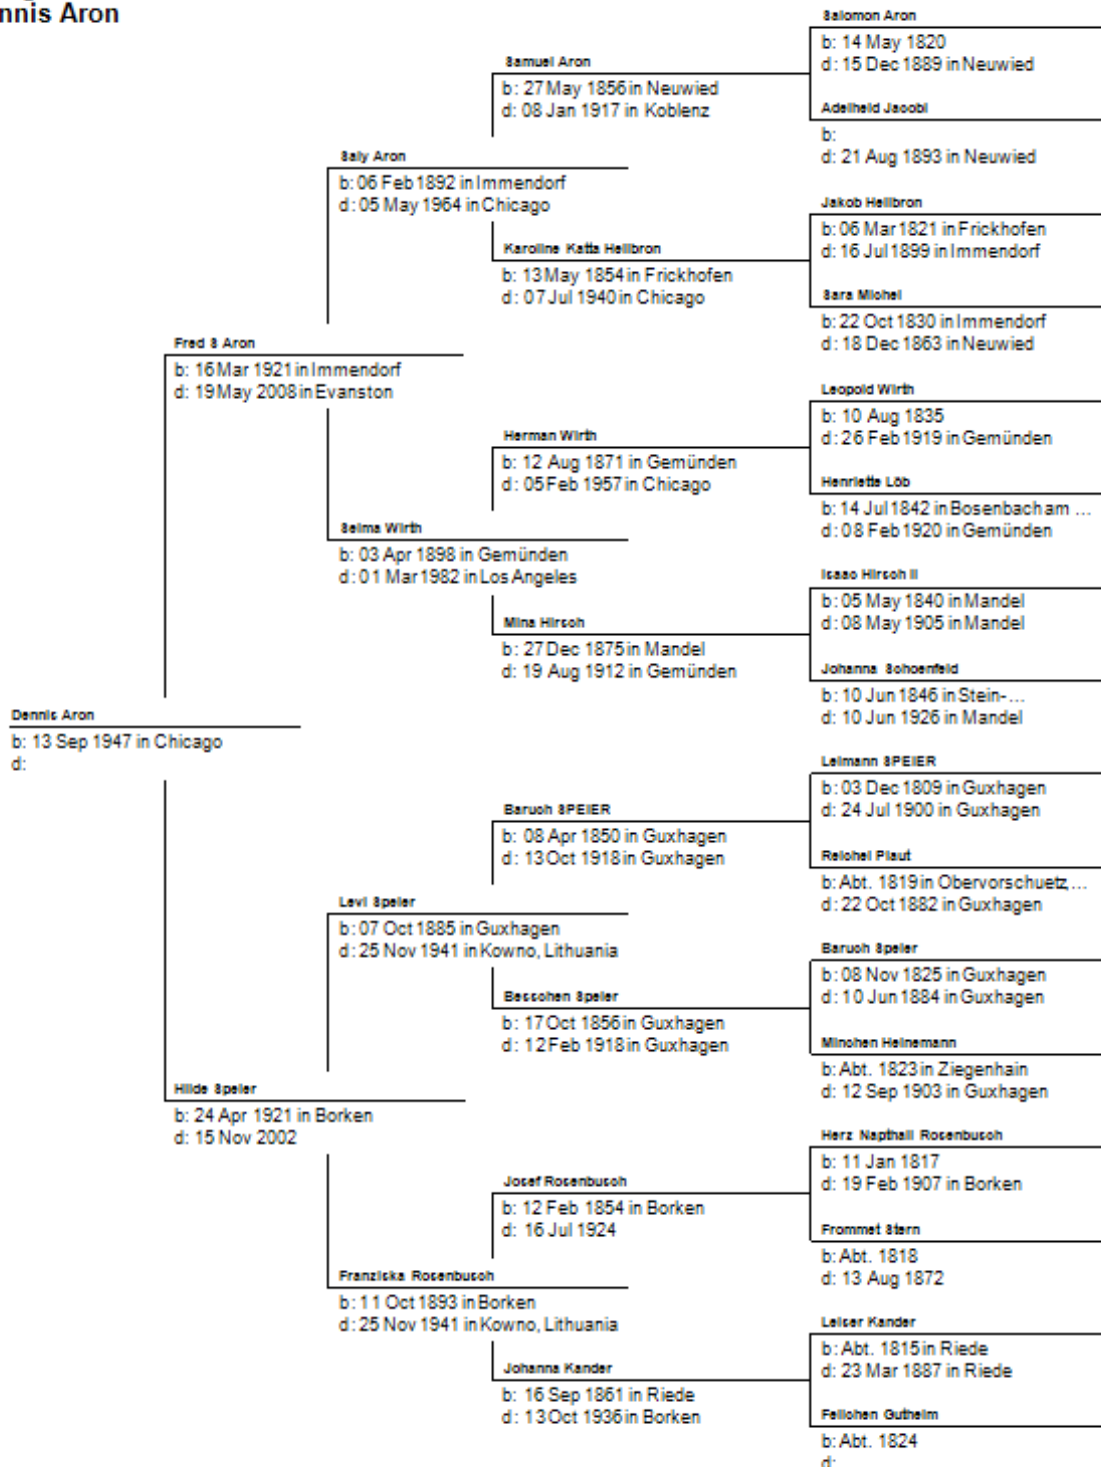 nnis Aron
Salomon Aron
b: 14 May 1820
d: 15 Dec 1889 in Neuwied
Samuel Aron
b: 27 May 1856 in Neuwied
d: 08 Jan 1917 in Koblenz
Adelheid Jacobi
b:
d: 21 Aug 1893 in Neuwied
Saly Aron
b: 06 Feb 1892 in Immendorf
d: 05 May 1964 in Chicago
Jakob Heilbron
b: 06 Mar 1821 in Frickhofen
d: 16 Jul 1899 in Immendorf
Karoline Katta Heilbron
b: 13 May 1854 in Frickhofen
d: 07 Jul 1940 in Chicago
Sara Michel
b: 22 Oct 1830 in Immendorf
d: 18 Dec 1863 in Neuwied
Fred S Aron
b: 16 Mar 1921 in Immendorf
d: 19 May 2008 in Evanston
Leopold Wirth
b: 10 Aug 1835
d: 26 Feb 1919 in Gemünden
Herman Wirth
b: 12 Aug 1871 in Gemünden
d: 05 Feb 1957 in Chicago
Henriette Löb
b: 14 Jul 1842 in Bosenbach am ...
d: 08 Feb 1920 in Gemünden
Selma Wirth
b: 03 Apr 1898 in Gemünden
d: 01 Mar 1982 in Los Angeles
Isaac Hirsch II
b: 05 May 1840 in Mandel
d: 08 May 1905 in Mandel
Mina Hirsch
b: 27 Dec 1875 in Mandel
d: 19 Aug 1912 in Gemünden
Johanna Schoenfeld
b: 10 Jun 1846 in Stein-...
d: 10 Jun 1926 in Mandel
Dennis Aron
b: 13 Sep 1947 in Chicago
d:
Leimann SPEIER
b: 03 Dec 1809 in Guxhagen
d: 24 Jul 1900 in Guxhagen
Baruch SPEIER
b: 08 Apr 1850 in Guxhagen
d: 13 Oct 1918 in Guxhagen
Reichel Plaut
b: Abt. 1819 in Obervorschuetz, ...
d: 22 Oct 1882 in Guxhagen
Levi Speier
b: 07 Oct 1885 in Guxhagen
d: 25 Nov 1941 in Kowno, Lithuania
Baruch Speier
b: 08 Nov 1825 in Guxhagen
d: 10 Jun 1884 in Guxhagen
Besschen Speier
b: 17 Oct 1856 in Guxhagen
d: 12 Feb 1918 in Guxhagen
Minchen Heinemann
b: Abt. 1823 in Ziegenhain
d: 12 Sep 1903 in Guxhagen
Hilde Speier
b: 24 Apr 1921 in Borken
d: 15 Nov 2002
Herz Napthali Rosenbusch
b: 11 Jan 1817
d: 19 Feb 1907 in Borken
Josef Rosenbusch
b: 12 Feb 1854 in Borken
d: 16 Jul 1924
Frommet Stern
b: Abt. 1818
d: 13 Aug 1872
Franziska Rosenbusch
b: 11 Oct 1893 in Borken
d: 25 Nov 1941 in Kowno, Lithuania
Leiser Kander
b: Abt. 1815 in Riede
d: 23 Mar 1887 in Riede
Johanna Kander
b: 16 Sep 1861 in Riede
d: 13 Oct 1936 in Borken
Feilchen Gutheim
b: Abt. 1824
d: